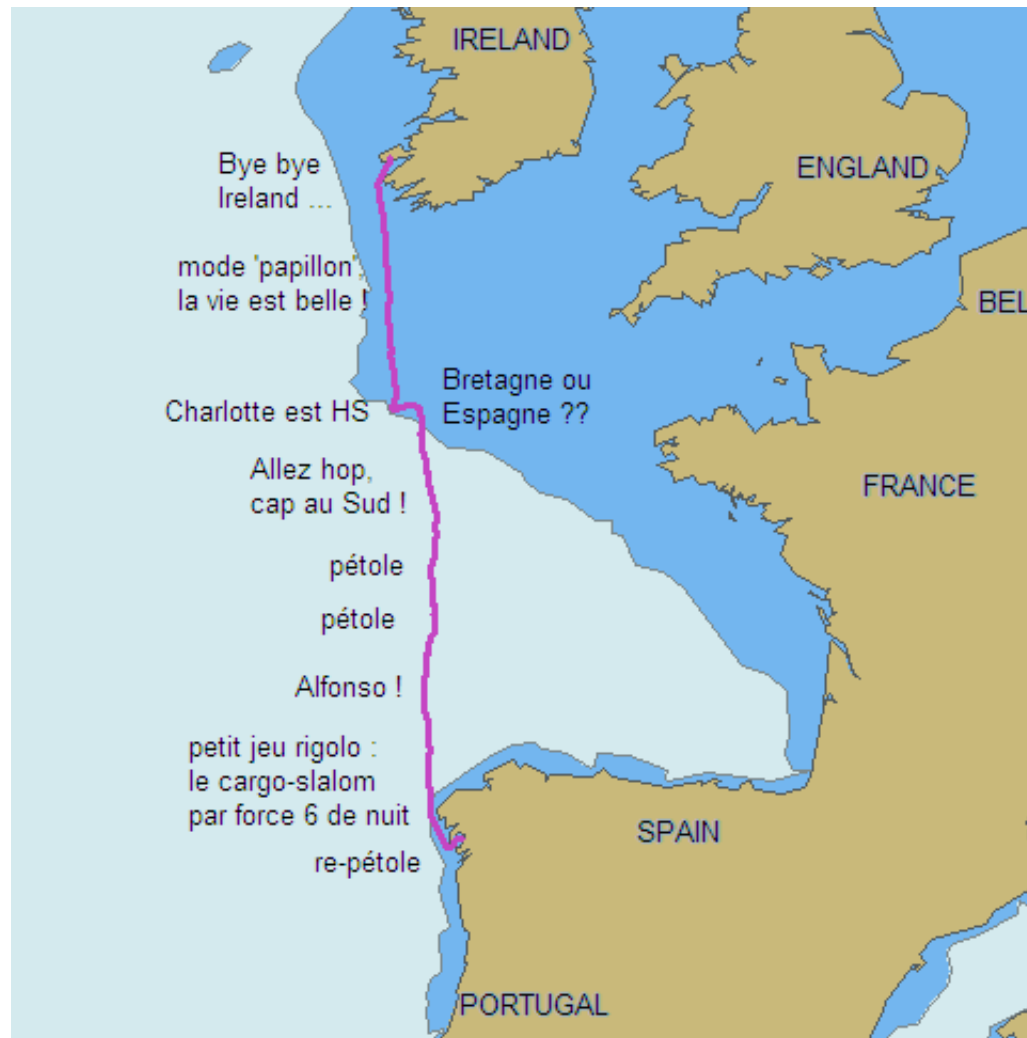 IRELAND
Bye bye
Ireland ...
ENGLAND
mode 'papillon',
la vie est belle !
BEL
Bretagne ou
Espagne ??
Charlotte est HS
Allez hop,
cap au Sud !
FRANCE
pétole
pétole
Alfonso !
petit jeu rigolo :
le cargo-slalom
par force 6 de nuit
SPAIN
re-pétole
PORTUGAL